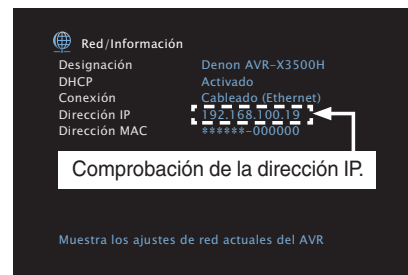 Red/Información
Designación Denon AVR-X3500H
DHCP Activado
Conexión Cableado (Ethernet)
Dirección IP 192.168.100.19
Dirección MAC ******-000000
Comprobación de la dirección IP.
Muestra los ajustes de red actuales del AVR